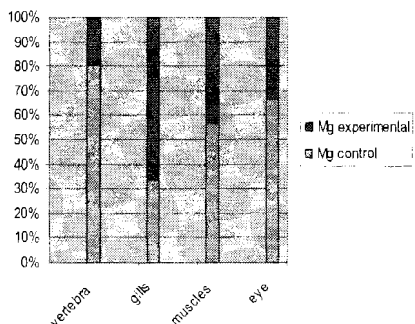 100%
90%
80%
70%
60%
50%
40%
30%
20%
10%
0%
Mg experimental
Mg control
vertebra
gills
muscles
eye